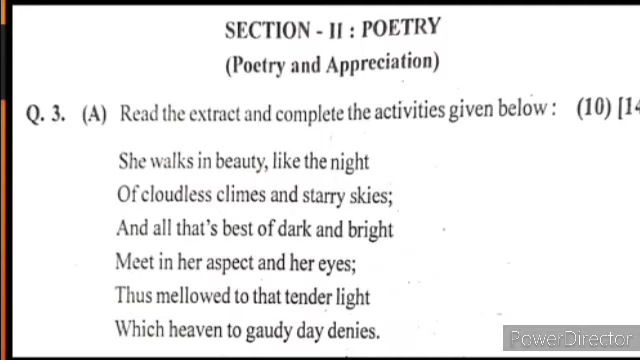 SECTION - II : POETRY
(Poetry and Appreciation)
Q. 3. (A) Read the extract and complete the activities given below : (10) [14
She walks in beauty, like the night
Of cloudless climes and starry skies;
And all that's best of dark and bright
Meet in her aspect and her eyes;
Thus mellowed to that tender light
Which heaven to gaudy day denies.
PowerDirector